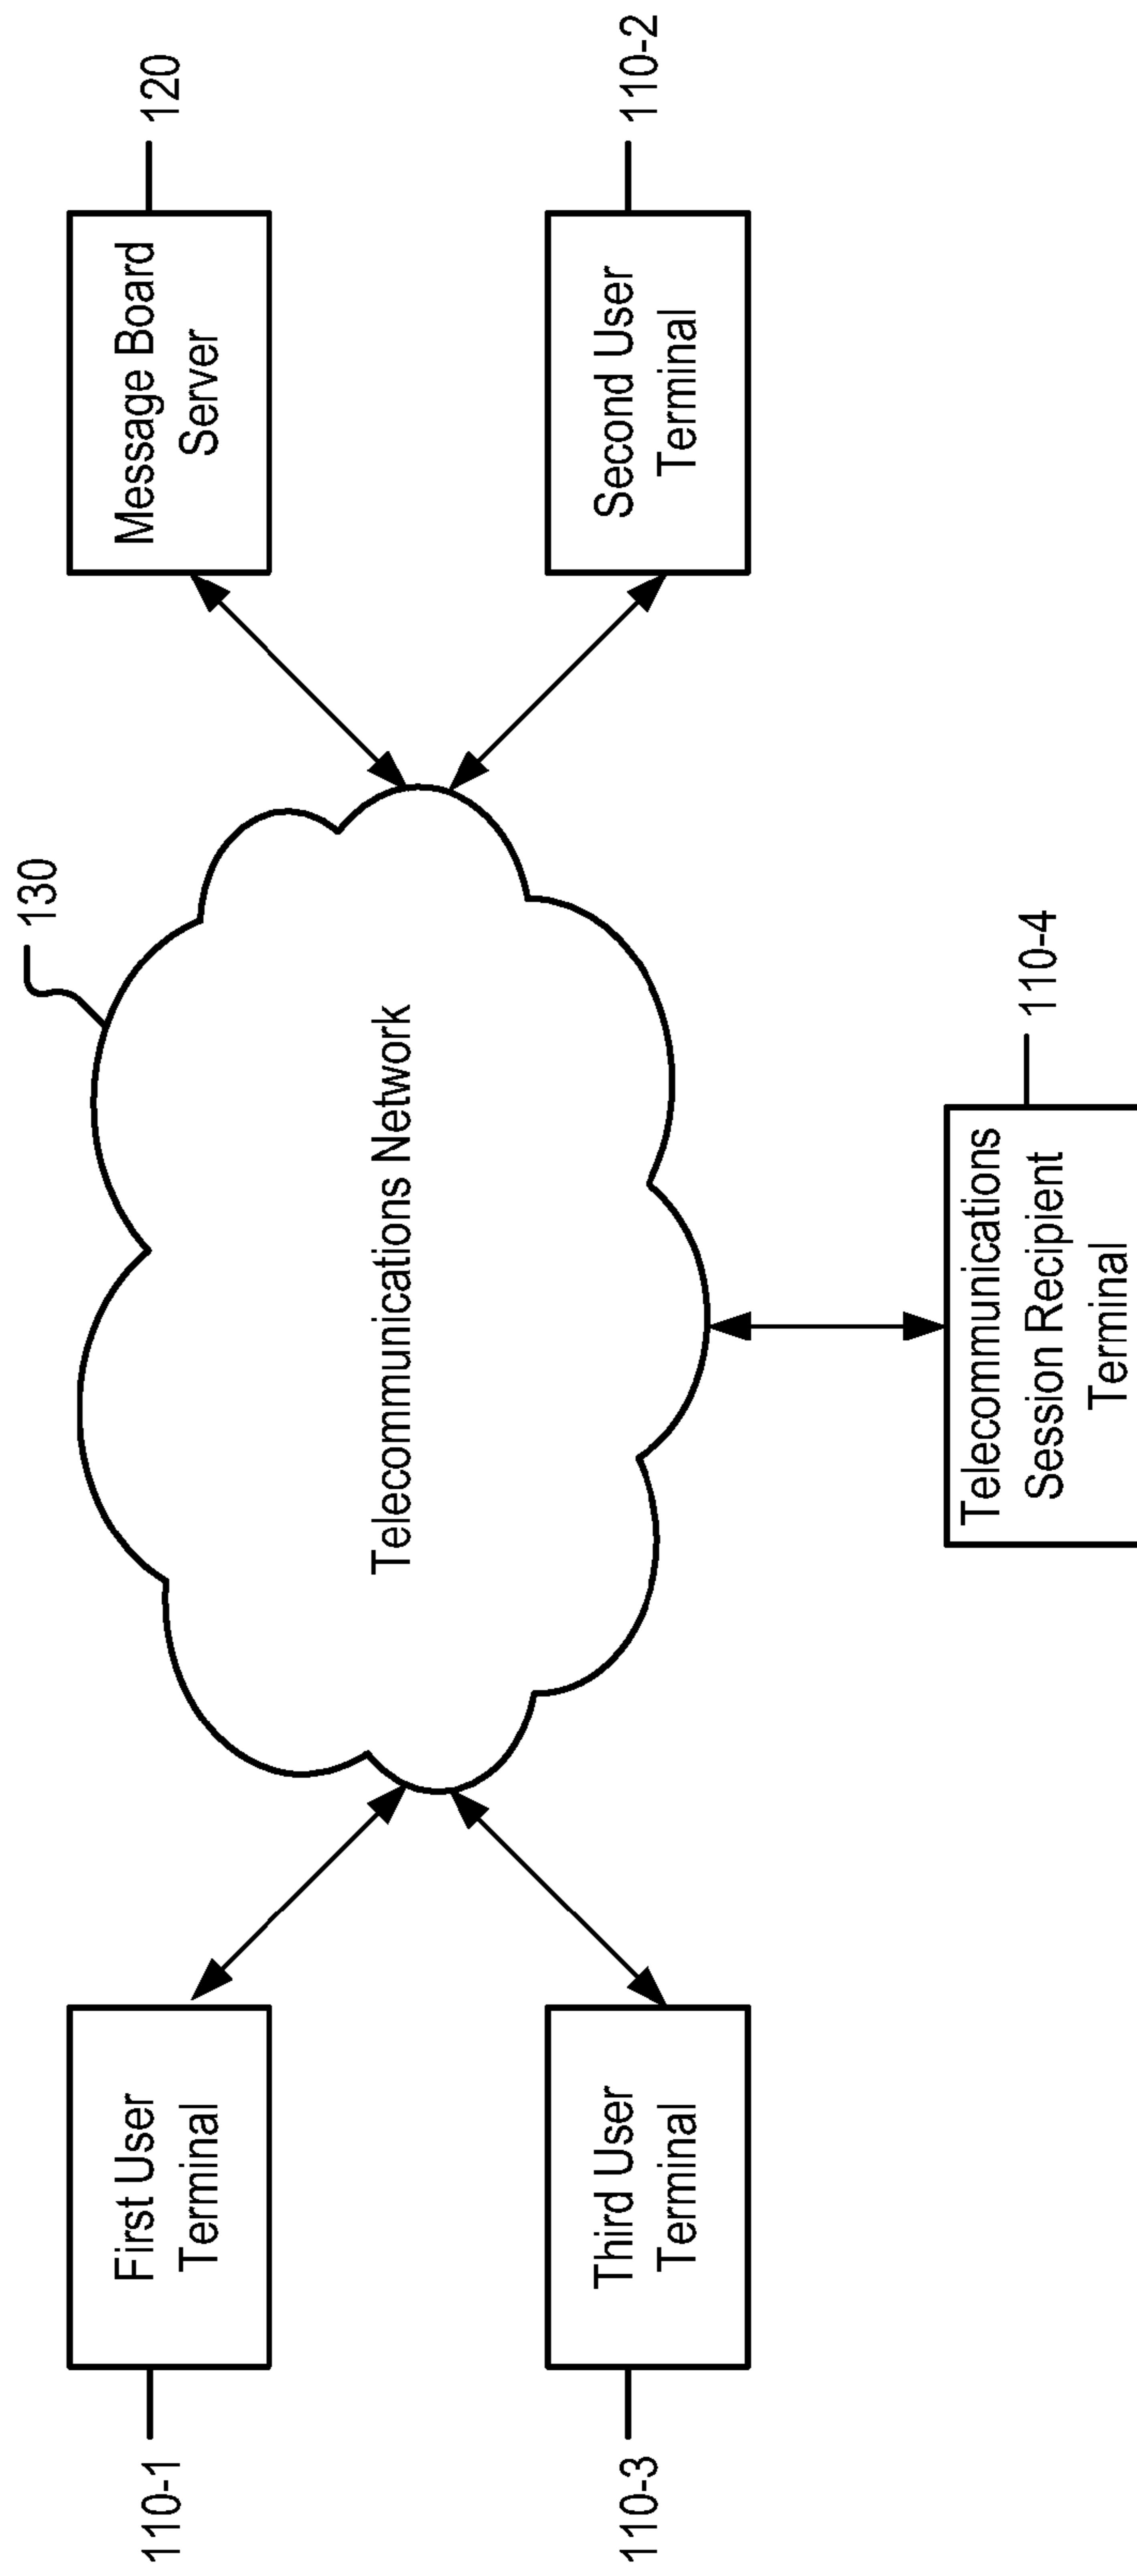 130
110-1
First User
Terminal
Message Board
Server
120
Telecommunications Network
110-3
Third User
Terminal
Second User
Terminal
110-2
Telecommunications
Session Recipient
Terminal
110-4